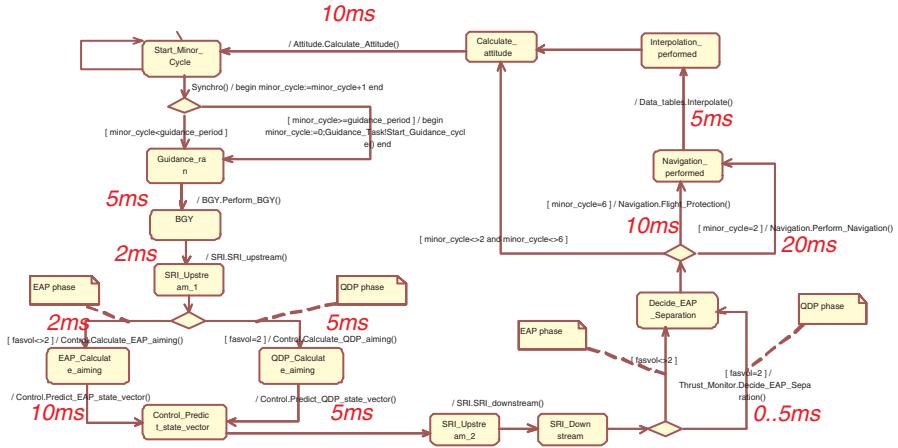 10ms
/ Attitude.Calculate_Attitude()
Start_Minor_
Cycle
Calculate_
attitude
Interpolation_
performed
Synchro() / begin minor_cycle:=minor_cycle+1 end
/ Data_tables.Interpolate()
5ms
[ minor_cycle>=guidance_period ] / begin
minor_cycle:=0;Guidance_Task!Start_Guidance_cycl
e() end
[ minor_cycle<guidance_period ]
Guidance_ra
n
Navigation_
performed
5ms
/ BGY.Perform_BGY()
[ minor_cycle=6 ] / Navigation.Flight_Protection()
10ms
[ minor_cycle=2 ] / Navigation.Perform_Navigation()
20ms
[ minor_cycle<>2 and minor_cycle<>6 ]
BGY
2ms
/ SRI.SRI_upstream()
SRI_Upstre
am_1
EAP phase
QDP phase
2ms
5ms
[ fasvol<>2 ] / Control.Calculate_EAP_aiming()
[ fasvol=2 ] / Control.Calculate_QDP_aiming()
EAP_Calculat
e_aiming
QDP_Calculat
e_aiming
Decide_EAP
_Separation
QDP phase
EAP phase
[ fasvol<>2 ]
[ fasvol=2 ] /
Thrust_Monitor.Decide_EAP_Sepa
ration()
0..5ms
/ Control.Predict_EAP_state_vector()
10ms
/ Control.Predict_QDP_state_vector()
5ms
Control_Predic
t_state_vector
/ SRI.SRI_downstream()
SRI_Upstre
am_2
SRI_Down
stream